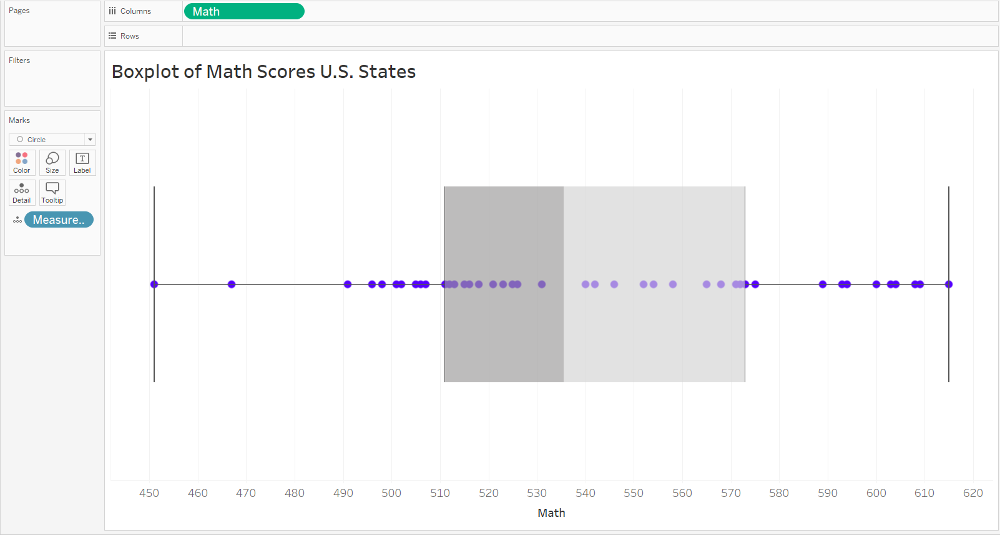 Pages
Columns
Math
Rows
Filters
Marks
Circle
Color
Size
T
Label
Detail
Tooltip
Measure..
Boxplot of Math Scores U.S. States
450 460 470 480 490 500 510 520 530 540 550 560 570 580 590 600 610 620
Math